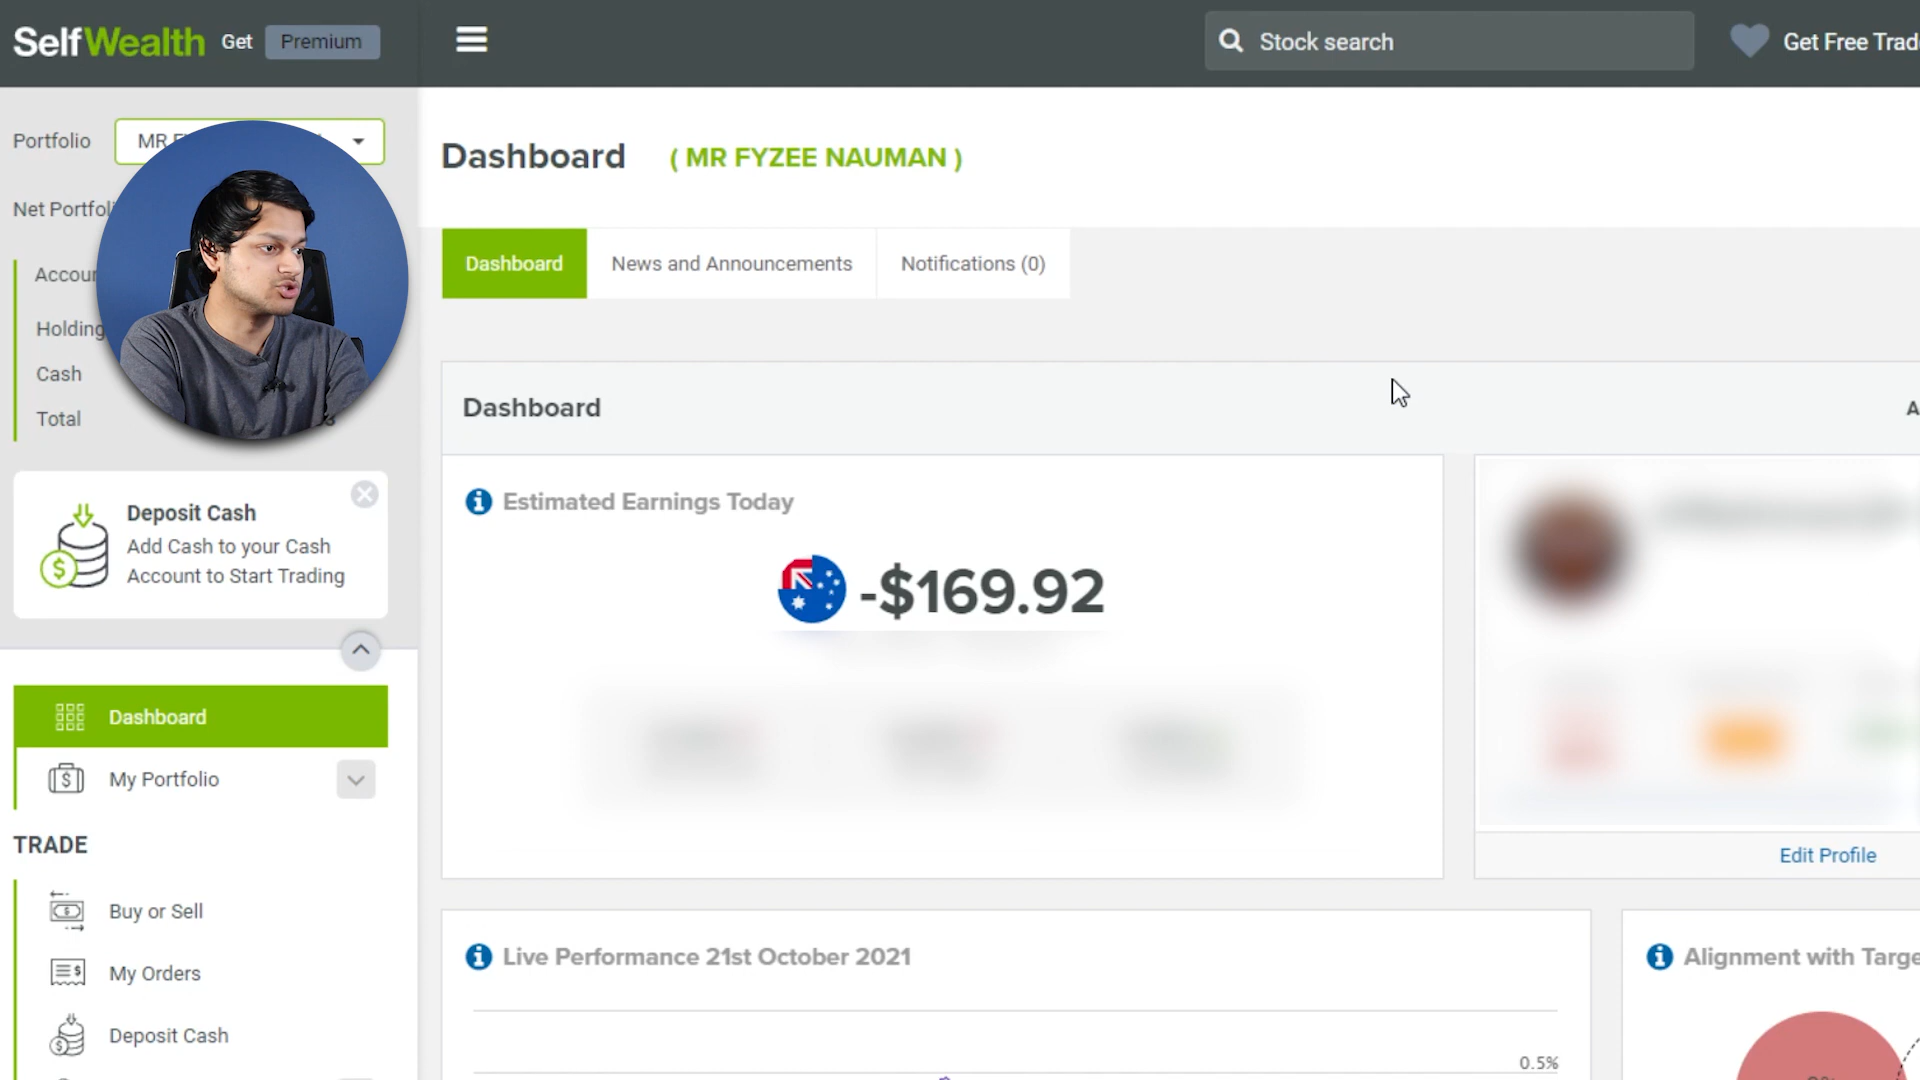 SelfWealth Get Premium
Stock search
Get Free Trad
Portfolio MR F
Net Portfol
Accou
Holding
Cash
Total
Deposit Cash
Add Cash to your Cash
Account to Start Trading
Dashboard
My Portfolio
TRADE
Buy or Sell
My Orders
Deposit Cash
Dashboard ( MR FYZEE NAUMAN )
Dashboard News and Announcements Notifications (0)
Dashboard
A
Estimated Earnings Today
-$169.92
Edit Profile
Live Performance 21st October 2021
0.5%
Alignment with Targe